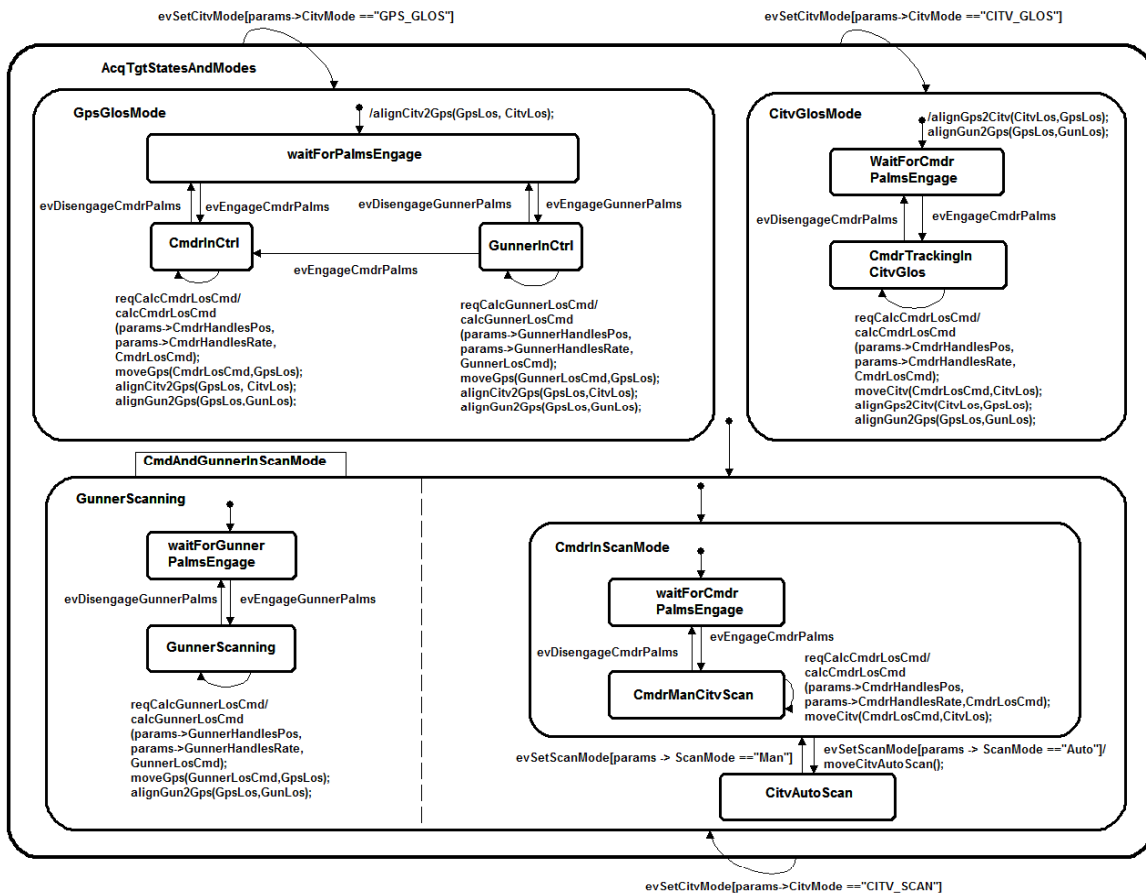 evSetCitvMode[params->CitvMode =="GPS_GLOS"]
evSetCitvMode[params->CitvMode =="CITV_GLOS"]
AcqTgtStatesAndModes
GpsGlosMode
/alignCitv2Gps(GpsLos, CitvLos);
waitForPalmsEngage
evDisengageCmdrPalms
evEngageCmdrPalms
evDisengageGunnerPalms
evEngageGunnerPalms
CmdrInCtrl
GunnerInCtrl
evEngageCmdrPalms
reqCalcCmdrLosCmd/
calcCmdrLosCmd
(params->CmdrHandlesPos,
params->CmdrHandlesRate,
CmdrLosCmd);
moveGps(CmdrLosCmd,GpsLos);
alignCitv2Gps(GpsLos, CitvLos);
alignGun2Gps(GpsLos,GunLos);
reqCalcGunnerLosCmd/
calcGunnerLosCmd
(params->GunnerHandlesPos,
params->GunnerHandlesRate,
GunnerLosCmd);
moveGps(GunnerLosCmd,GpsLos);
alignCitv2Gps(GpsLos,CitvLos);
alignGun2Gps(GpsLos,GunLos);
CitvGlosMode
/alignGps2Citv(CitvLos,GpsLos);
alignGun2Gps(GpsLos,GunLos);
WaitForCmdr
PalmsEngage
evDisengageCmdrPalms
evEngageCmdrPalms
CmdrTrackingIn
CitvGlos
reqCalcCmdrLosCmd/
calcCmdrLosCmd
(params->CmdrHandlesPos,
params->CmdrHandlesRate,
CmdrLosCmd);
moveCitv(CmdrLosCmd,CitvLos);
alignGps2Citv(CitvLos,GpsLos);
alignGun2Gps(GpsLos,GunLos);
CmdAndGunnerInScanMode
GunnerScanning
waitForGunner
PalmsEngage
evDisengageGunnerPalms
evEngageGunnerPalms
GunnerScanning
reqCalcGunnerLosCmd/
calcGunnerLosCmd
(params->GunnerHandlesPos,
params->GunnerHandlesRate,
GunnerLosCmd);
moveGps(GunnerLosCmd,GpsLos);
alignGun2Gps(GpsLos,GunLos);
CmdrInScanMode
waitForCmdr
PalmsEngage
evEngageCmdrPalms
evDisengageCmdrPalms
CmdrManCitvScan
reqCalcCmdrLosCmd/
calcCmdrLosCmd
(params->CmdrHandlesPos,
params->CmdrHandlesRate,CmdrLosCmd);
moveCitv(CmdrLosCmd,CitvLos);
evSetScanMode[params -> ScanMode =="Man"]
evSetScanMode[params -> ScanMode =="Auto"]/
moveCitvAutoScan();
CitvAutoScan
evSetCitvMode[params->CitvMode =="CITV_SCAN"]